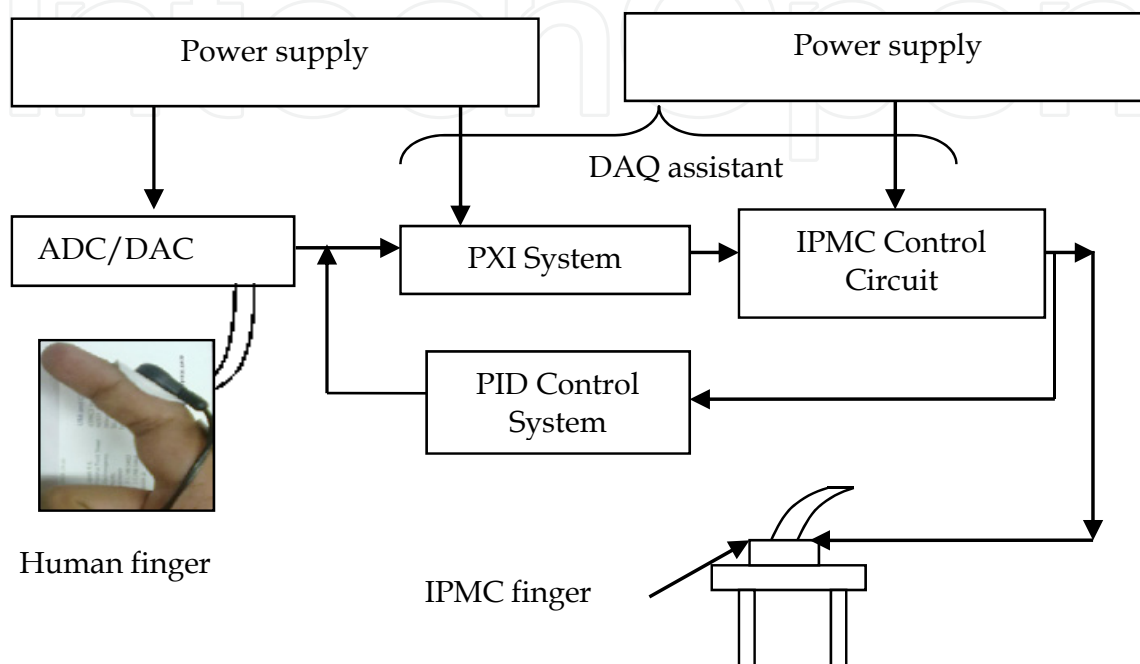 Power supply
Power supply
DAQ assistant
ADC/DAC
PXI System
IPMC Control
Circuit
PID Control
System
Human finger
IPMC finger